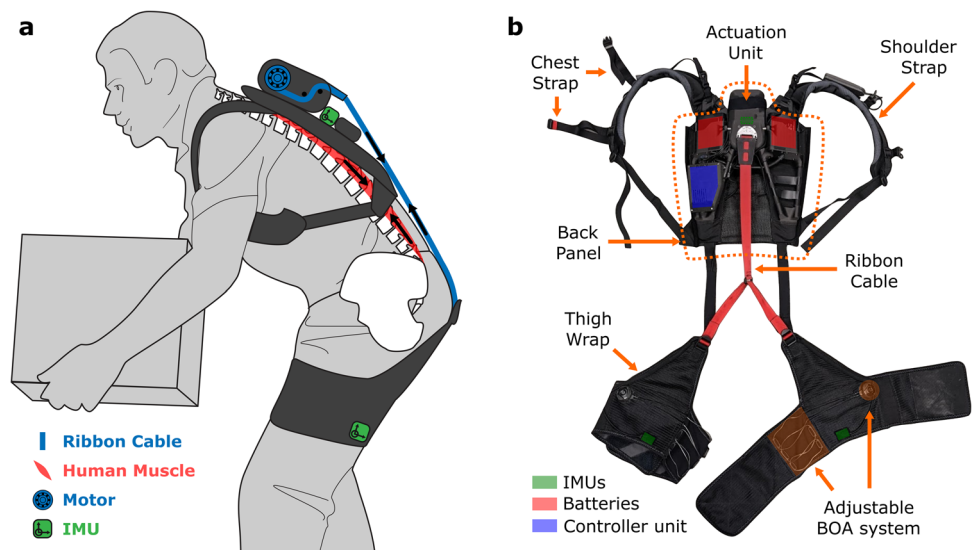 a
Ribbon Cable
Human Muscle
Motor
IMU
b
Actuation
Unit
Chest
Strap
Shoulder
Strap
Back
Panel
Ribbon
Cable
Thigh
Wrap
IMUs
Batteries
Controller unit
Adjustable
BOA system